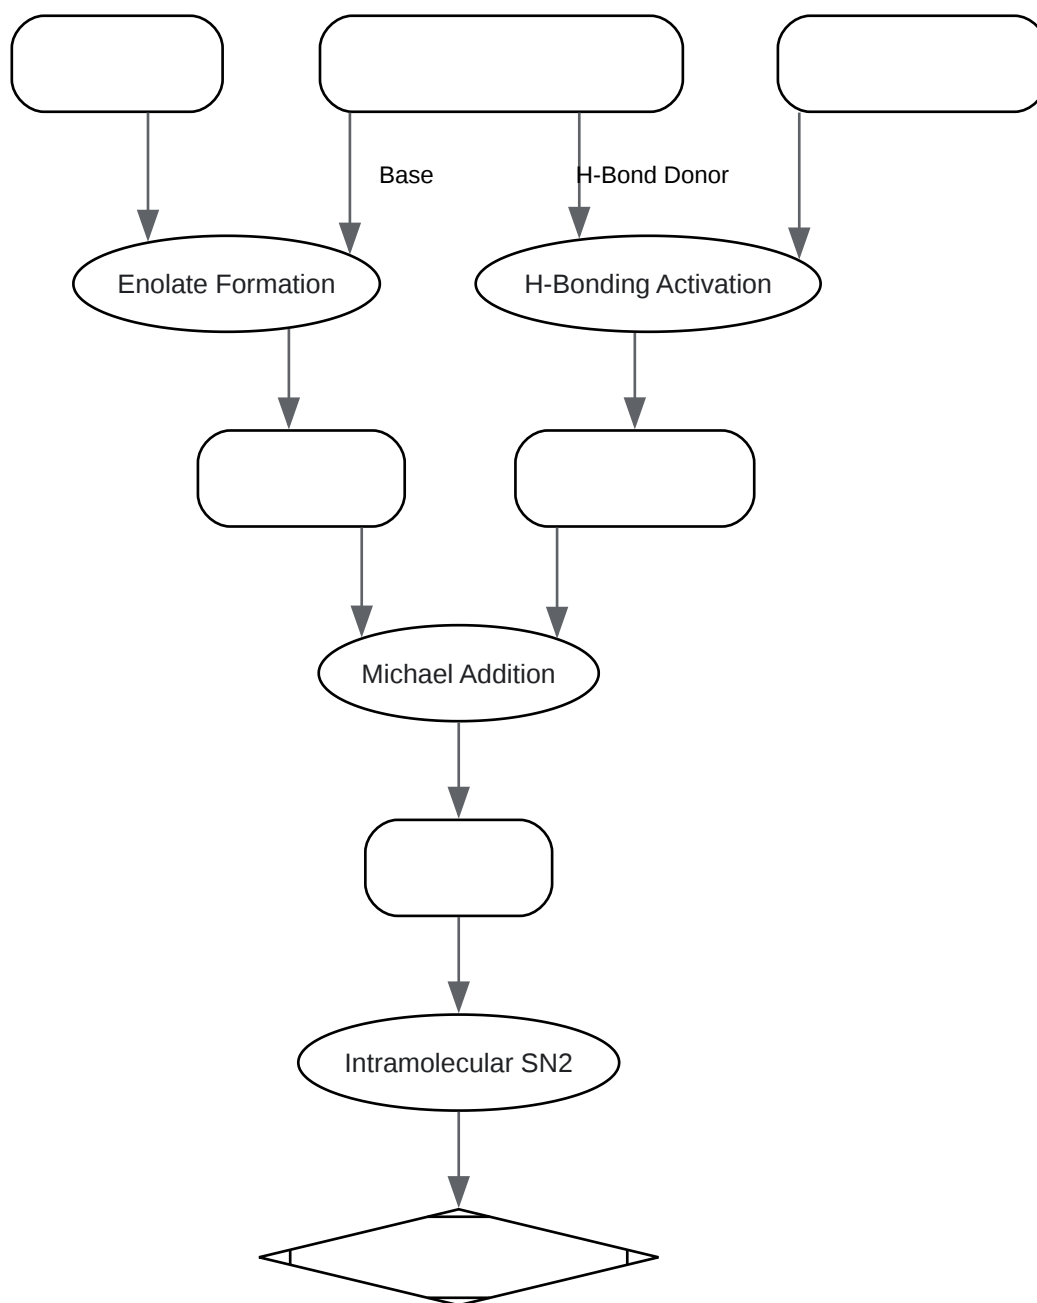 Base
H-Bond Donor
Enolate Formation
H-Bonding Activation
Michael Addition
Intramolecular SN2